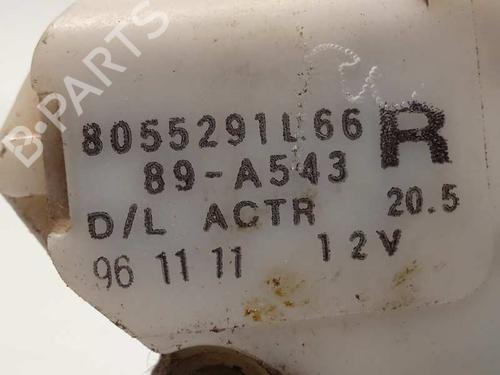 B-PARTS
8055291L66 R
89-A543
D/L ACTR 20.5
96 11 11 12V